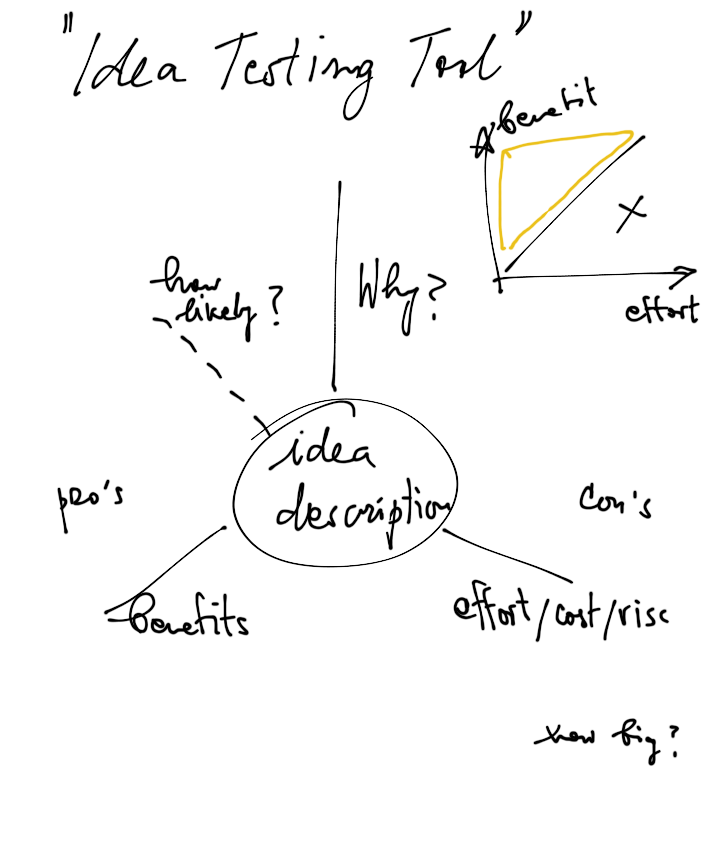 "Idea Testing Tool"
benefit
effort
how
likely?
Why?
idea
description
pro's
Con's
benefits
effort/cost/risc
how big?